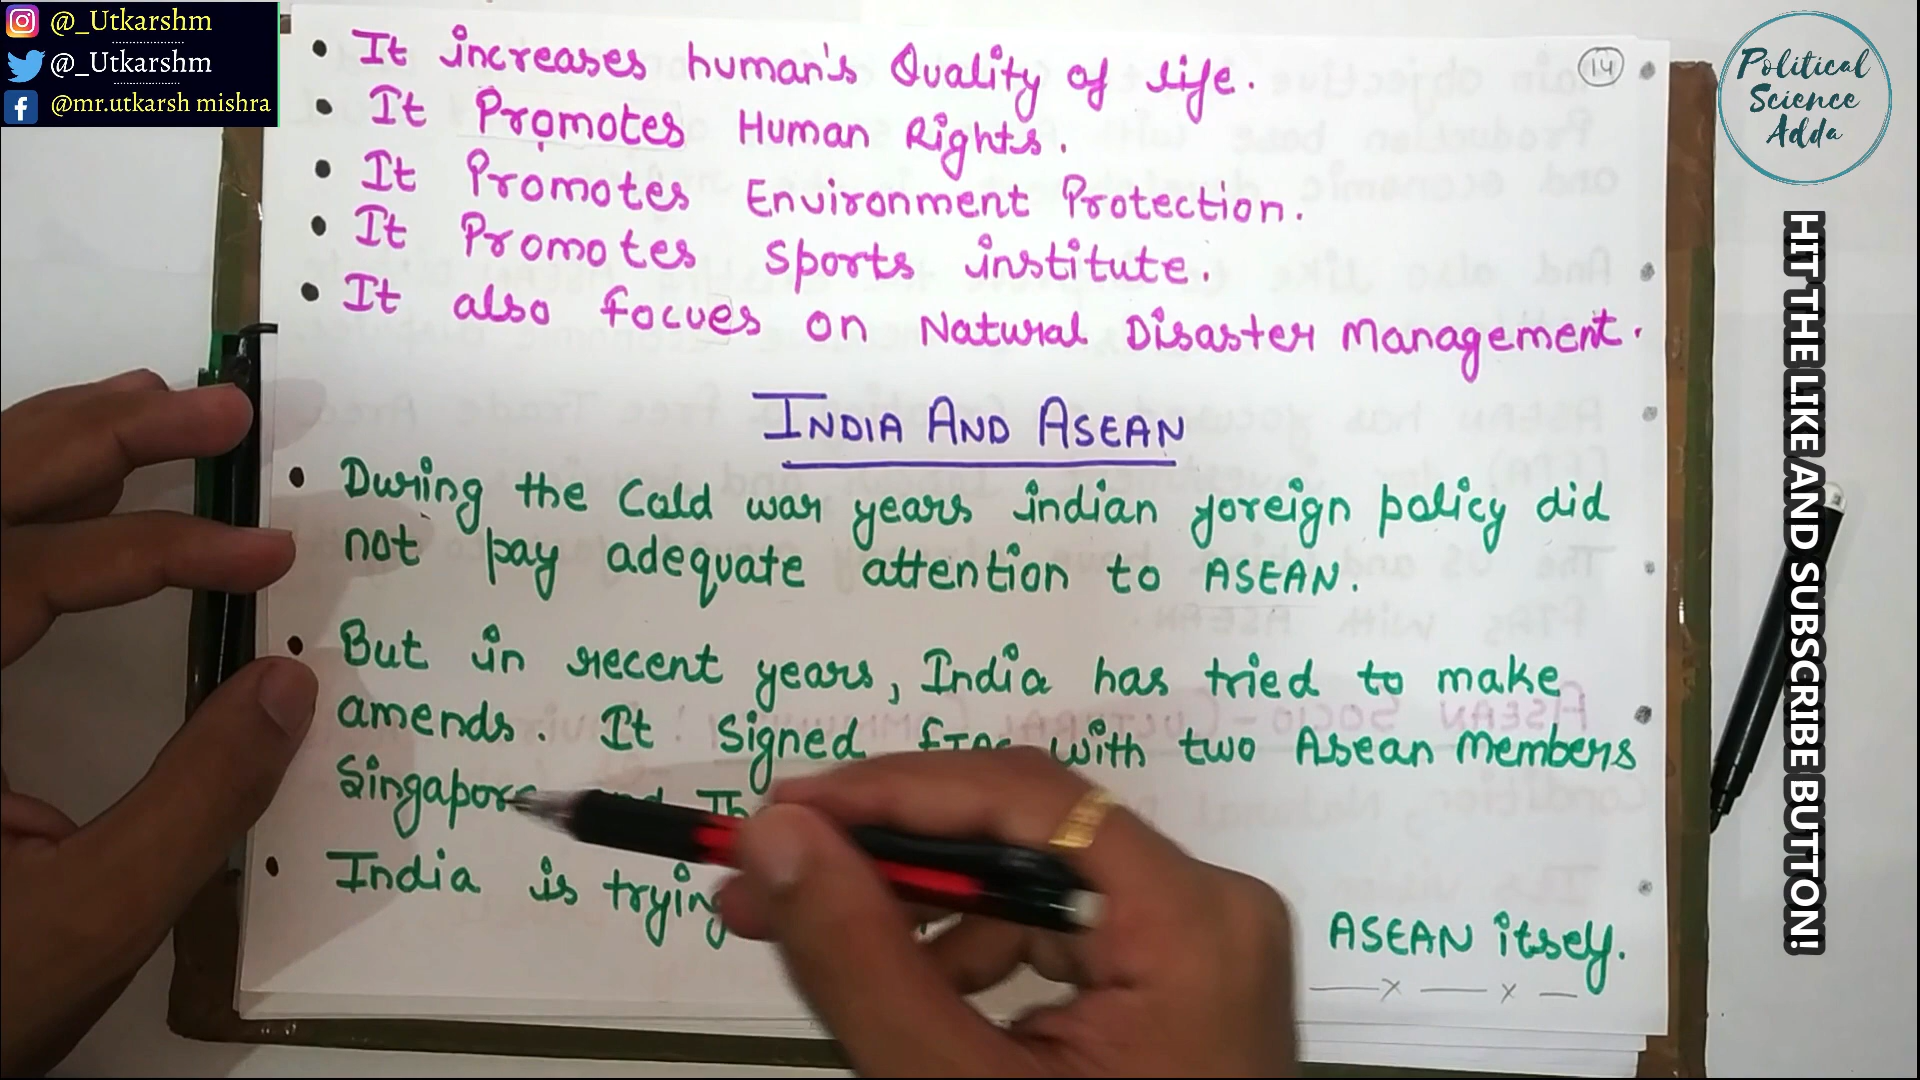 @_Utkarshm
@_Utkarshm
@mr.utkarsh mishra
Political
Science
Adda
HIT THE LIKE AND SUBSCRIBE BUTTON!
14
• It increases human's Quality of life.
• It Promotes Human Rights.
• It Promotes Environment Protection.
• It Promotes Sports institute.
• It also focues on Natural Disaster Management.
INDIA AND ASEAN
• During the Cold war years indian foreign policy did
not pay adequate attention to ASEAN.
• But in recent years, India has tried to make
amends. It Signed with two Asean Members
Singapore
• India is trying ASEAN itself.